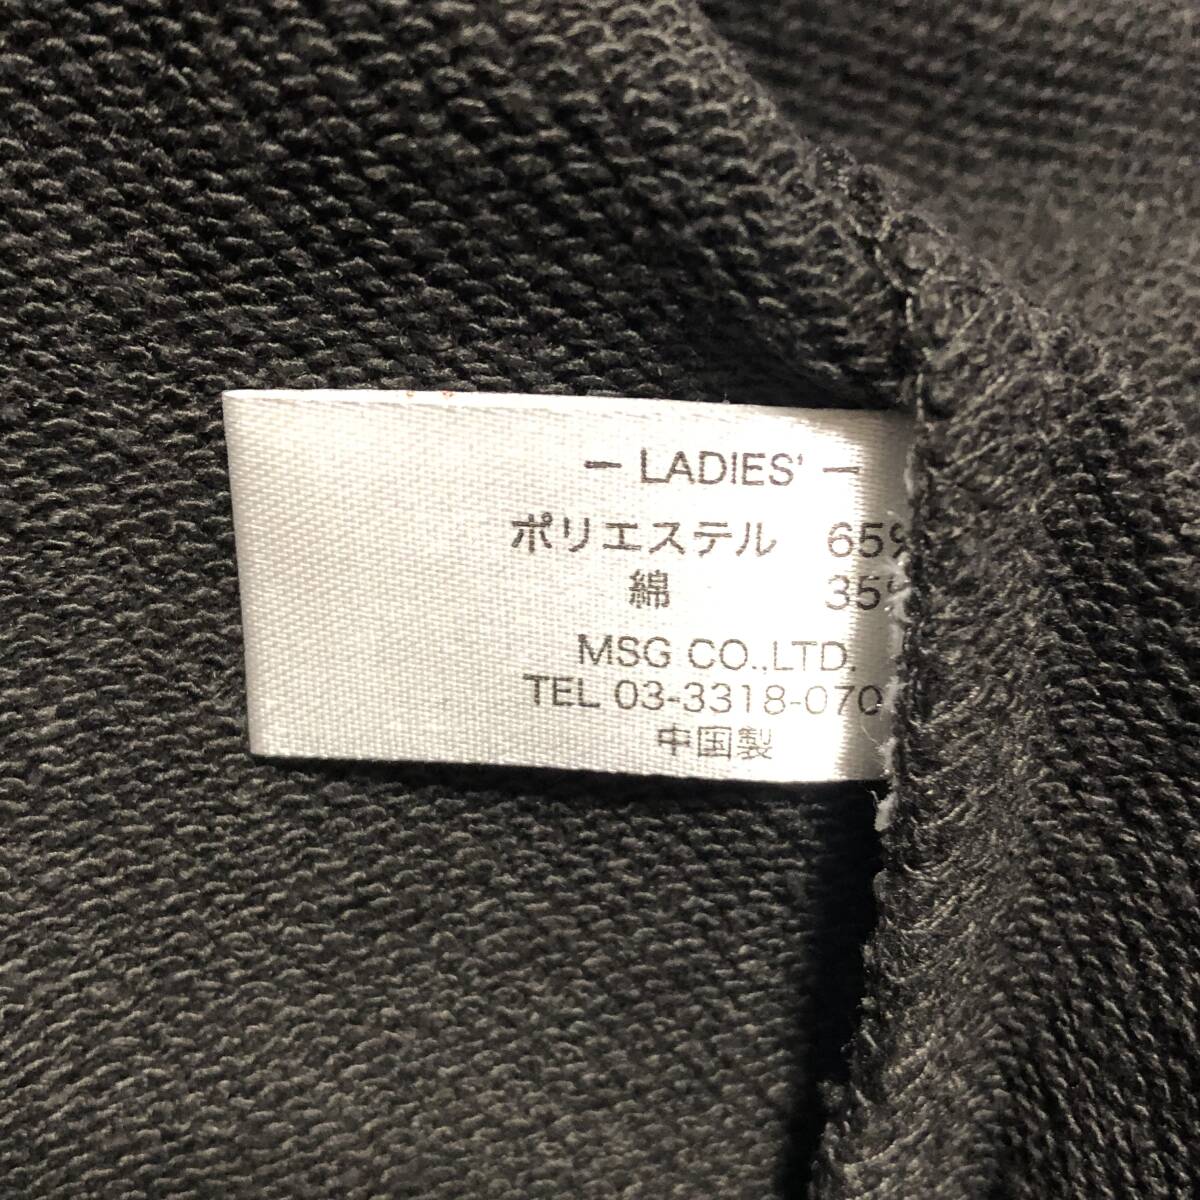 — LADIES' —
ポリエステル 65%
綿 35%
MSG CO.,LTD.
TEL 03-3318-070
中国製